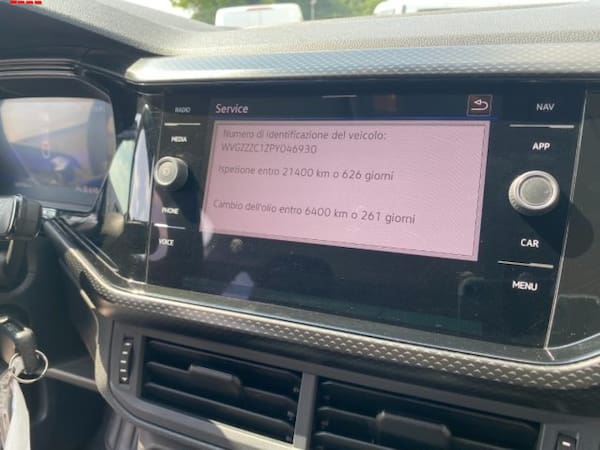 RADIO
Service
NAV
MEDIA
Numero di identificazione del veicolo:
WVGZZZC1ZPY046930
APP
Ispezione entro 21400 km o 626 giorni
PHONE
Cambio dell'olio entro 6400 km o 261 giorni
VOICE
CAR
MENU